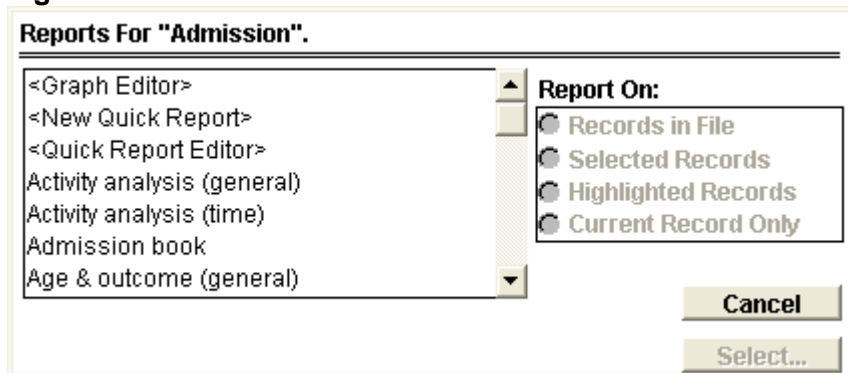 Reports For "Admission".
<Graph Editor>
<New Quick Report>
<Quick Report Editor>
Activity analysis (general)
Activity analysis (time)
Admission book
Age & outcome (general)
Report On:
Records in File
Selected Records
Highlighted Records
Current Record Only
Cancel
Select...